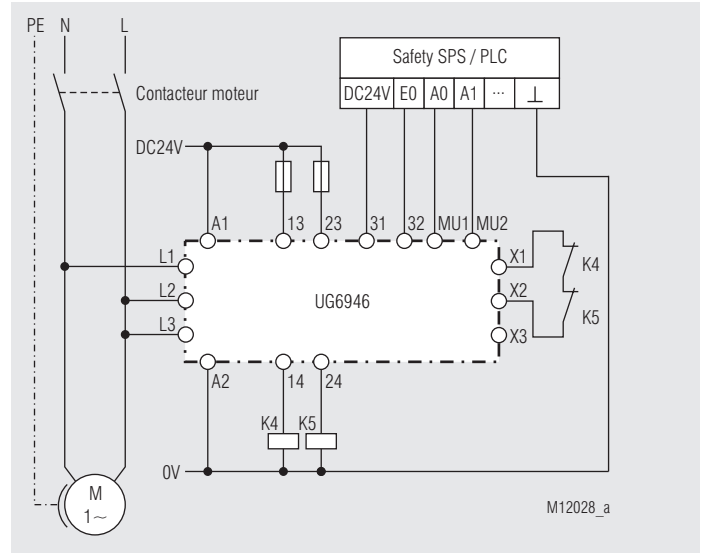 PE N L
Safety SPS / PLC
DC24V E0 A0 A1 ... ⊥
Contacteur moteur
DC24V
A1 13 23 31 32 MU1 MU2
L1 X1 K4
L2 X2
UG6946
K5
L3 X3
A2 14 24
K4 K5
0V
M
1~
M12028_a